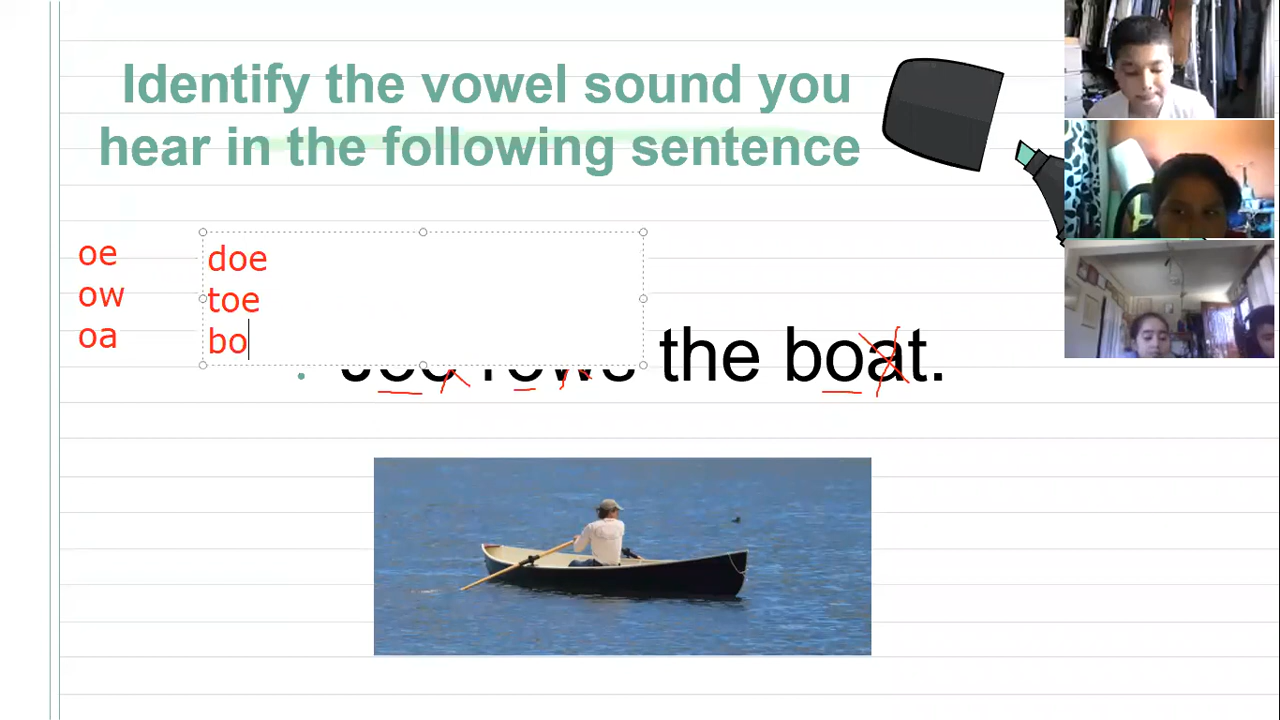 Identify the vowel sound you
hear in the following sentence
oe
ow
oa
doe
toe
bo
the boat.